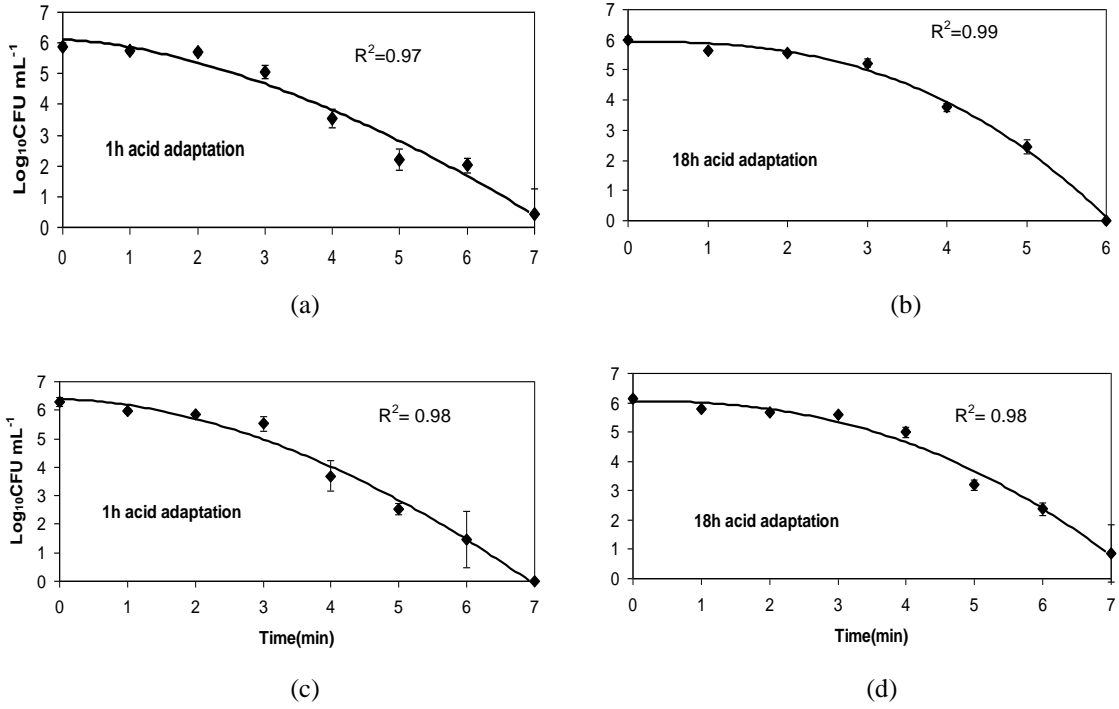 7
6
5
4
3
2
1
0
Log₁₀CFU mL⁻¹
R²=0.97
1h acid adaptation
0 1 2 3 4 5 6 7
(a)
7
6
5
4
3
2
1
0
R²=0.99
18h acid adaptation
0 1 2 3 4 5 6
(b)
7
6
5
4
3
2
1
0
Log₁₀CFU mL⁻¹
R²= 0.98
1h acid adaptation
0 1 2 3 4 5 6 7
Time(min)
(c)
7
6
5
4
3
2
1
0
R²= 0.98
18h acid adaptation
0 1 2 3 4 5 6 7
Time(min)
(d)